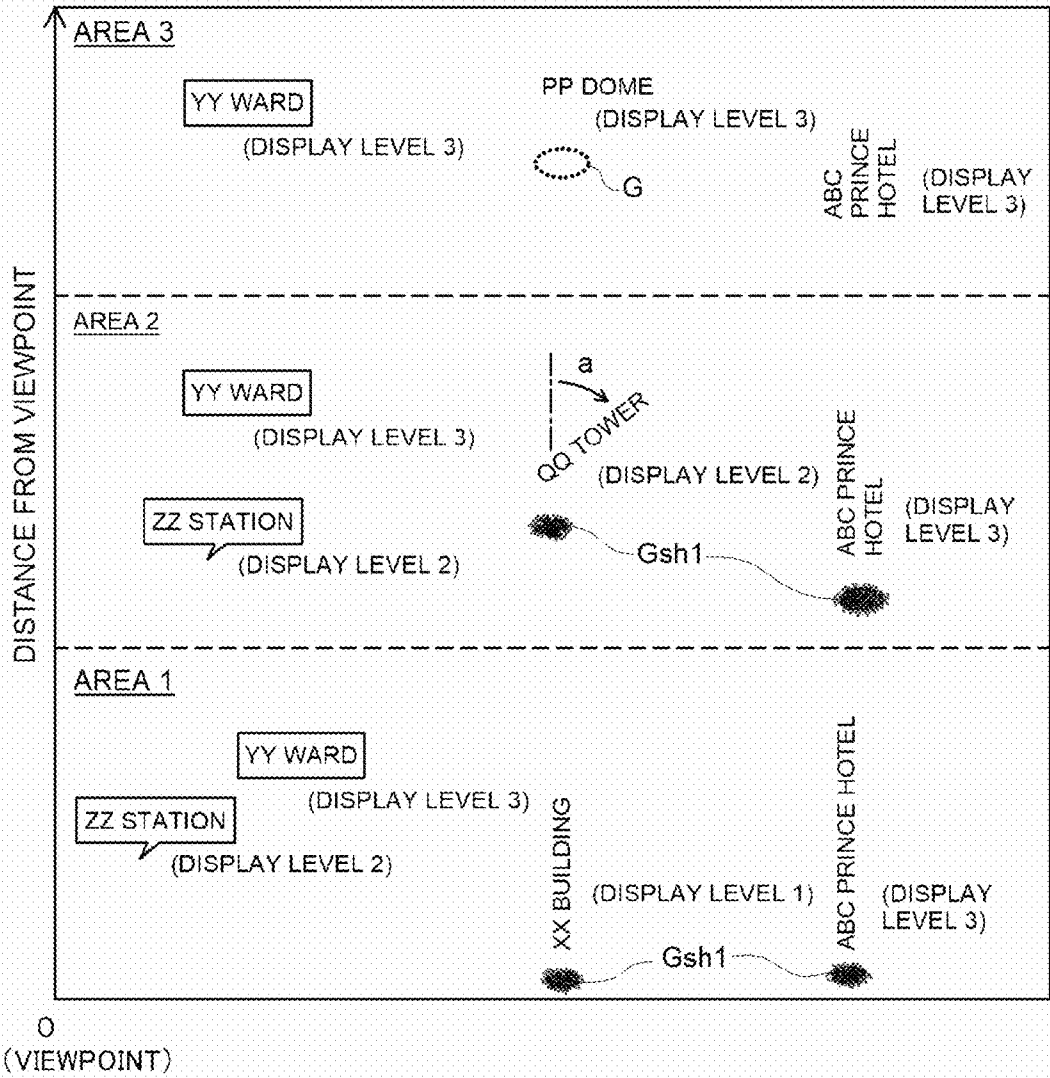 AREA 3
YY WARD
(DISPLAY LEVEL 3)
PP DOME
(DISPLAY LEVEL 3)
G
ABC
PRINCE
HOTEL
(DISPLAY
LEVEL 3)
DISTANCE FROM VIEWPOINT
AREA 2
YY WARD
(DISPLAY LEVEL 3)
a
QQ TOWER
(DISPLAY LEVEL 2)
ZZ STATION
(DISPLAY LEVEL 2)
Gsh1
ABC PRINCE
HOTEL
(DISPLAY
LEVEL 3)
AREA 1
YY WARD
(DISPLAY LEVEL 3)
ZZ STATION
(DISPLAY LEVEL 2)
XX BUILDING
(DISPLAY LEVEL 1)
Gsh1
ABC PRINCE HOTEL
(DISPLAY
LEVEL 3)
O
(VIEWPOINT)